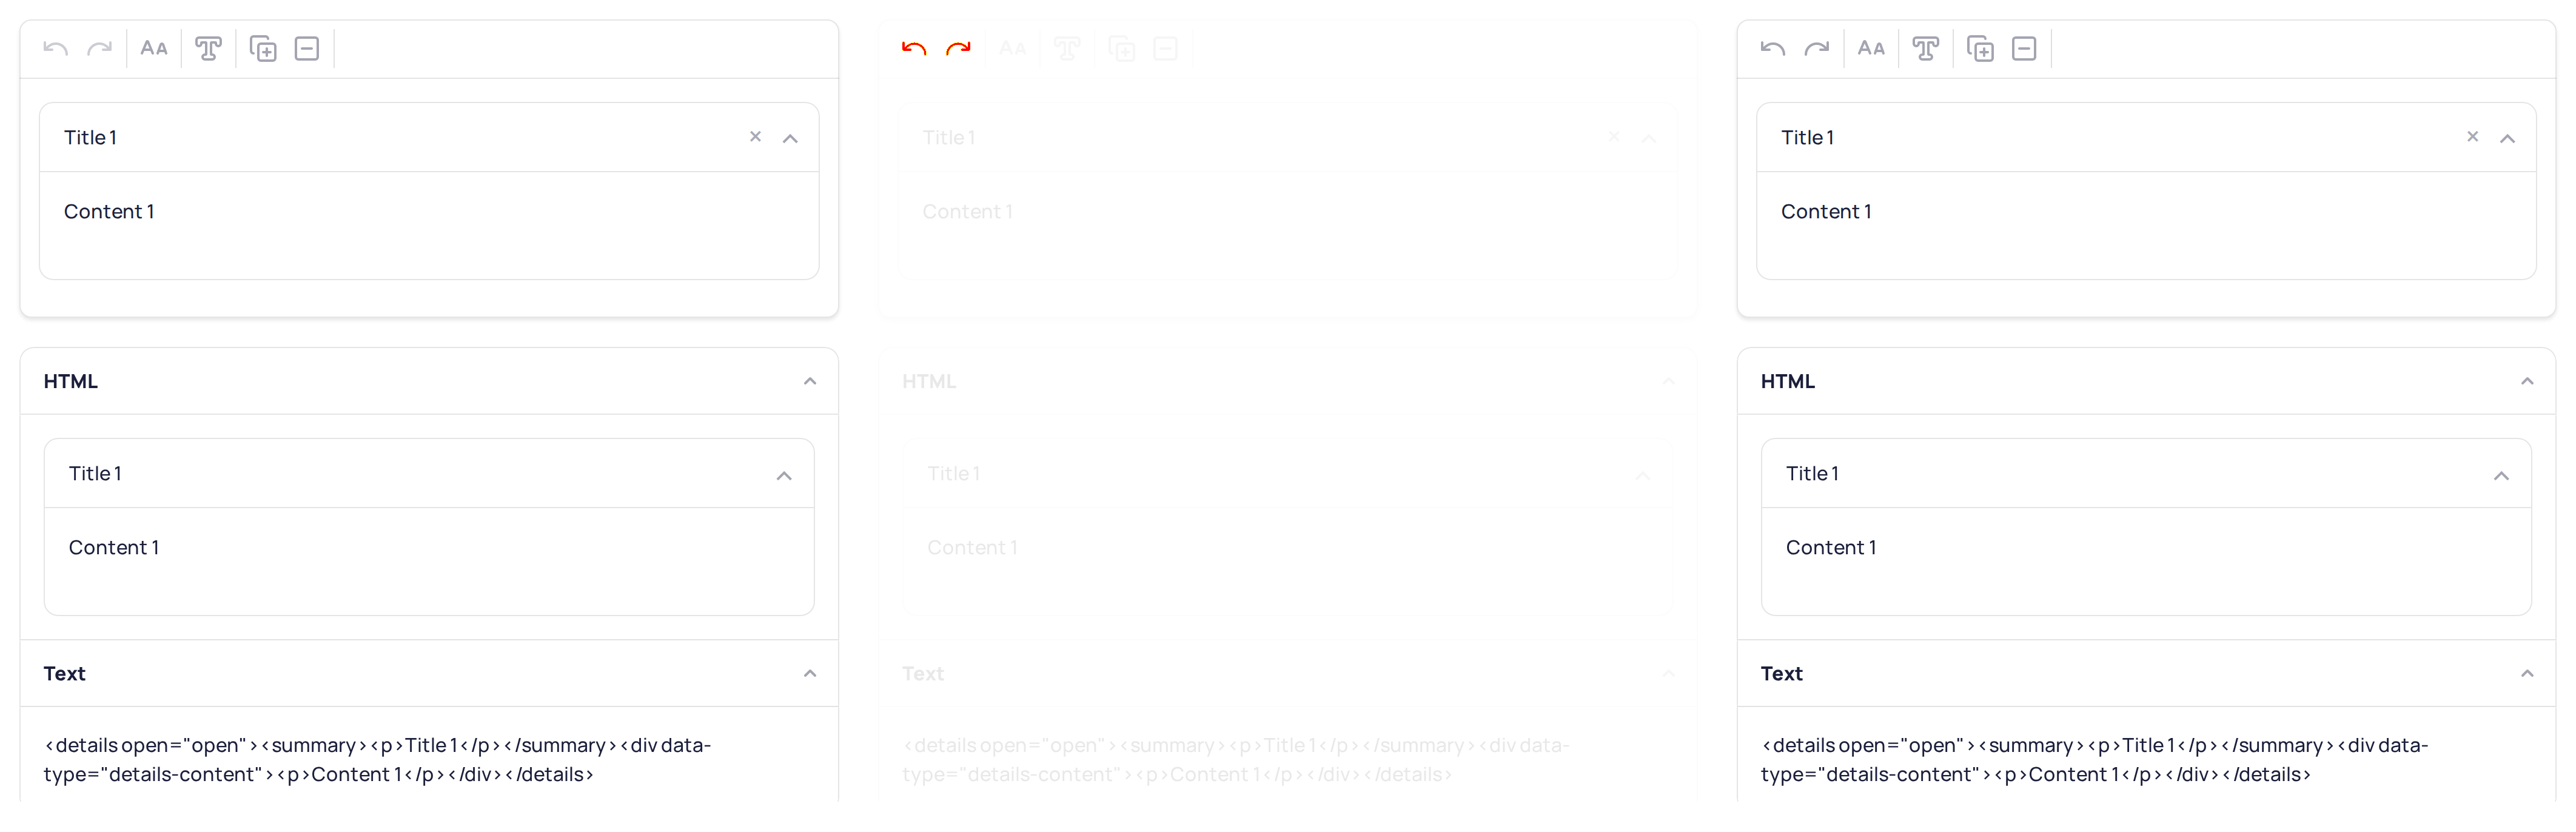 AA
Title 1
Content 1
HTML
Title 1
Content 1
Text
<details open="open"><summary><p>Title 1</p></summary><div data-
type="details-content"><p>Content 1</p></div></details>
AA
Title 1
Content 1
HTML
Title 1
Content 1
Text
<details open="open"><summary><p>Title 1</p></summary><div data-
type="details-content"><p>Content 1</p></div></details>
AA
Title 1
Content 1
HTML
Title 1
Content 1
Text
<details open="open"><summary><p>Title 1</p></summary><div data-
type="details-content"><p>Content 1</p></div></details>